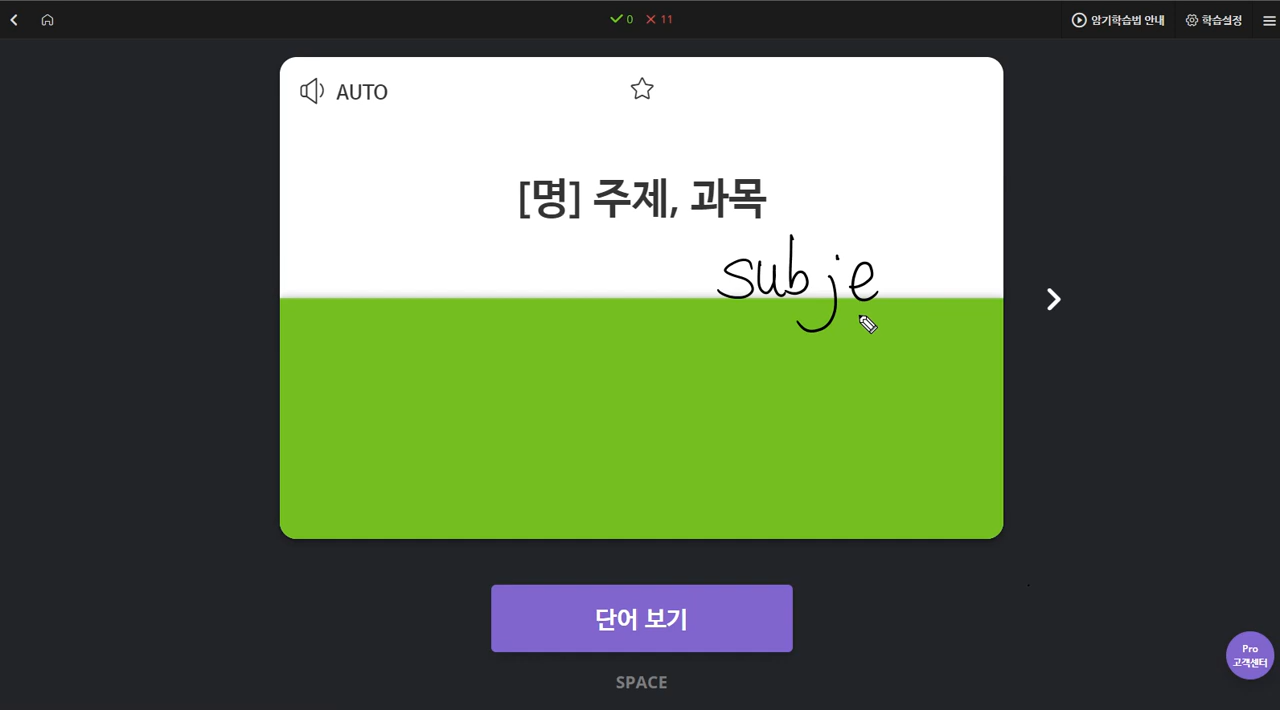 0 11 암기학습법 안내 학습설정
AUTO
[명] 주제, 과목
subje
단어 보기
SPACE
Pro
고객센터